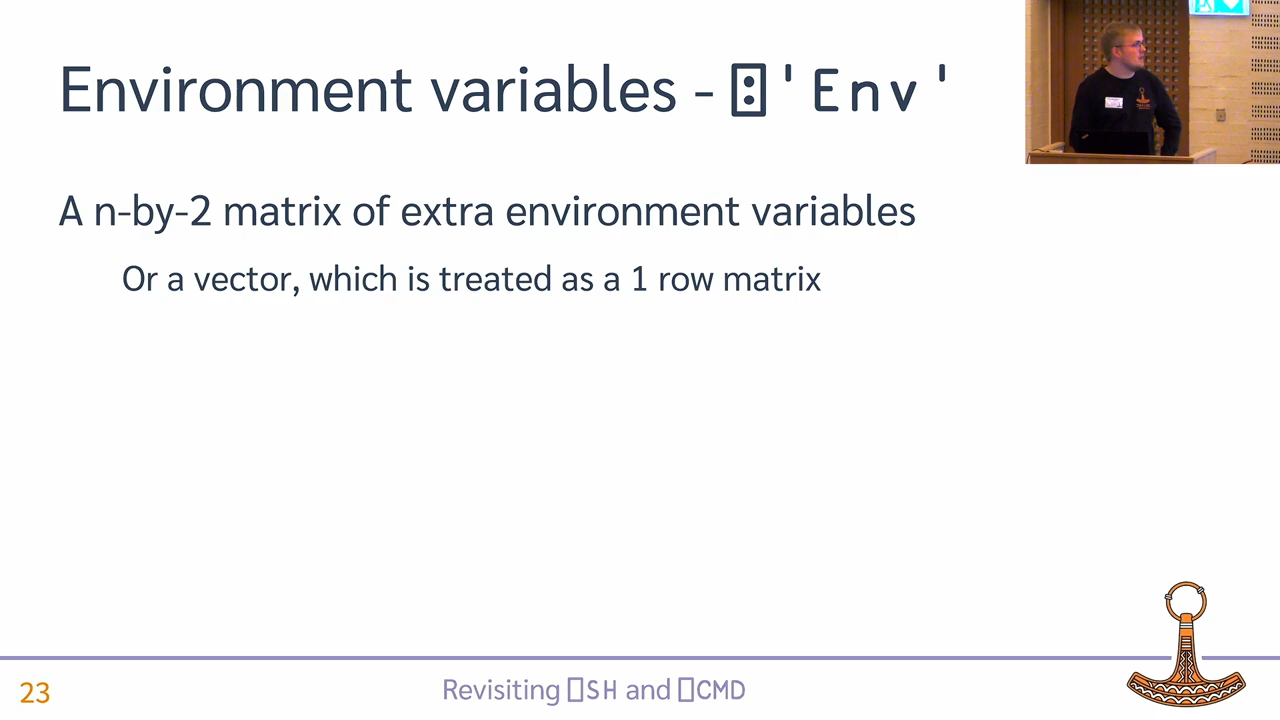 Environment variables - ⍠'Env'
A n-by-2 matrix of extra environment variables
Or a vector, which is treated as a 1 row matrix
23
Revisiting ⎕SH and ⎕CMD